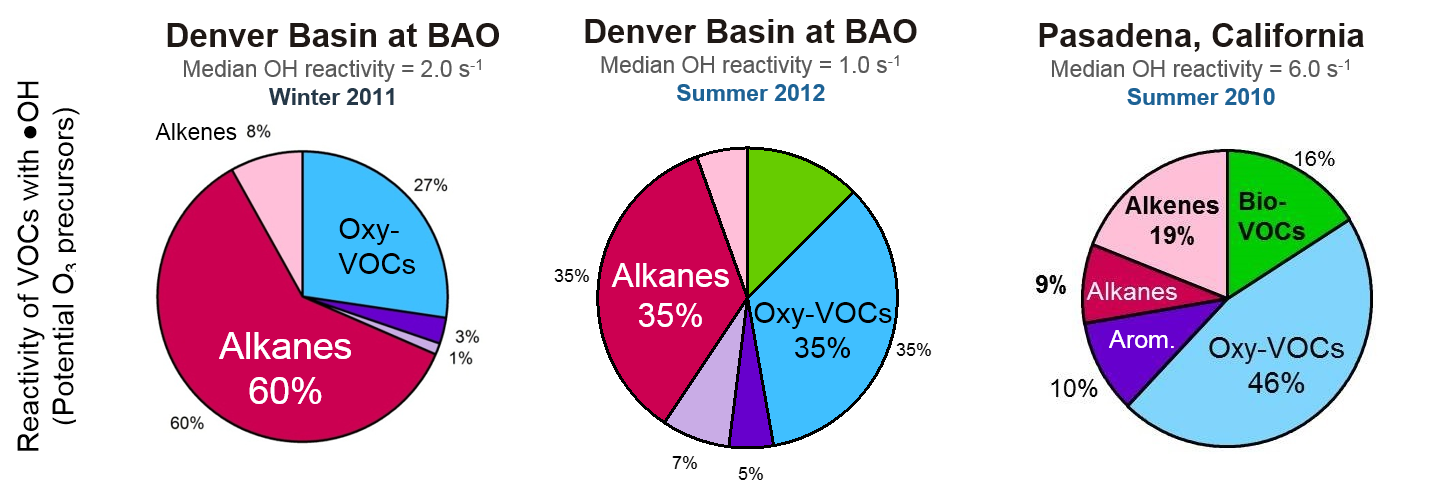 Reactivity of VOCs with ●OH
(Potential O₃ precursors)
Denver Basin at BAO
Median OH reactivity = 2.0 s⁻¹
Winter 2011
Alkenes 8%
27%
Oxy-
VOCs
3%
1%
Alkanes
60%
60%
Denver Basin at BAO
Median OH reactivity = 1.0 s⁻¹
Summer 2012
35%
Alkanes
35%
Oxy-VOCs
35%
35%
7%
5%
Pasadena, California
Median OH reactivity = 6.0 s⁻¹
Summer 2010
16%
Alkenes
19%
Bio-
VOCs
9%
Alkanes
Arom.
10%
Oxy-VOCs
46%